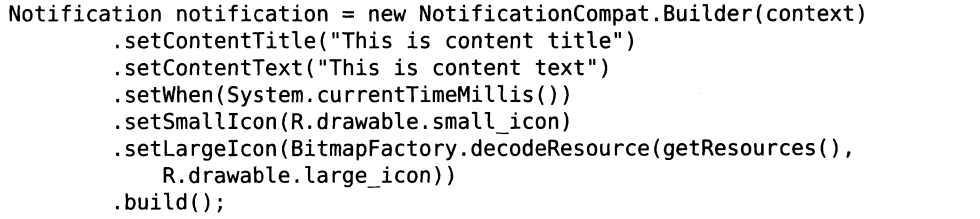 Notification notification = new NotificationCompat.Builder(context)
        .setContentTitle("This is content title")
        .setContentText("This is content text")
        .setWhen(System.currentTimeMillis())
        .setSmallIcon(R.drawable.small_icon)
        .setLargeIcon(BitmapFactory.decodeResource(getResources(),
            R.drawable.large_icon))
        .build();